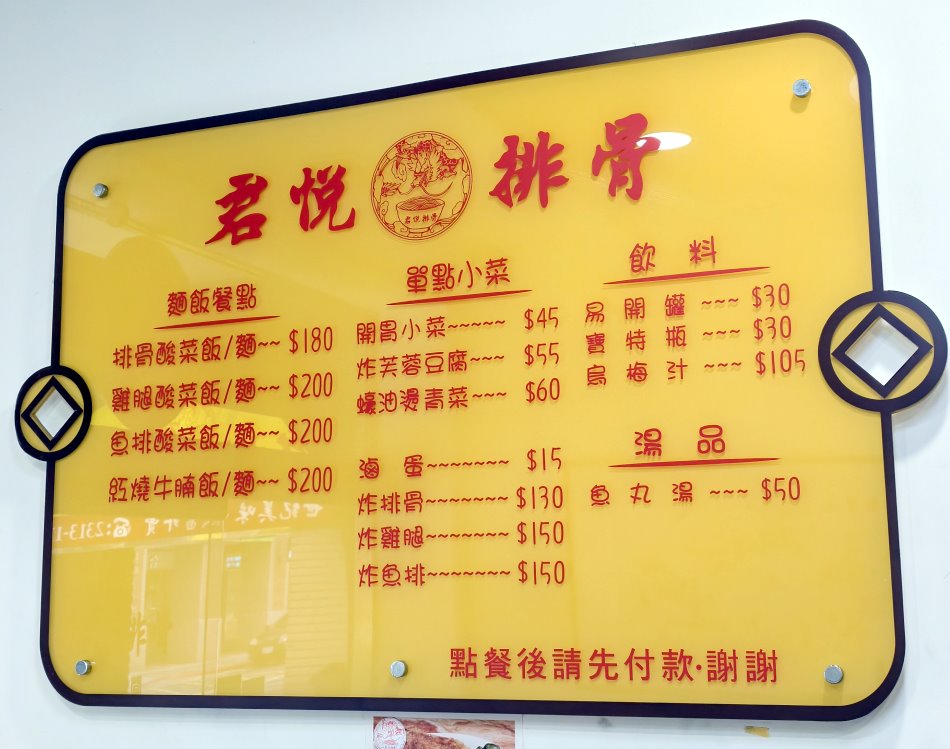 君悅 排骨
君悅排骨
麵飯餐點
排骨酸菜飯/麵~~ $180
雞腿酸菜飯/麵~~ $200
魚排酸菜飯/麵~~ $200
紅燒牛腩飯/麵~~ $200
單點小菜
開胃小菜~~~~~ $45
炸芙蓉豆腐~~~ $55
蠔油燙青菜~~~ $60
滷蛋~~~~~~~ $15
炸排骨~~~~~~~ $130
炸雞腿~~~~~~~ $150
炸魚排~~~~~~~ $150
飲料
易開罐 ~~~ $30
寶特瓶 ~~~ $30
烏梅汁 ~~~ $105
湯品
魚丸湯 ~~~ $50
點餐後請先付款·謝謝